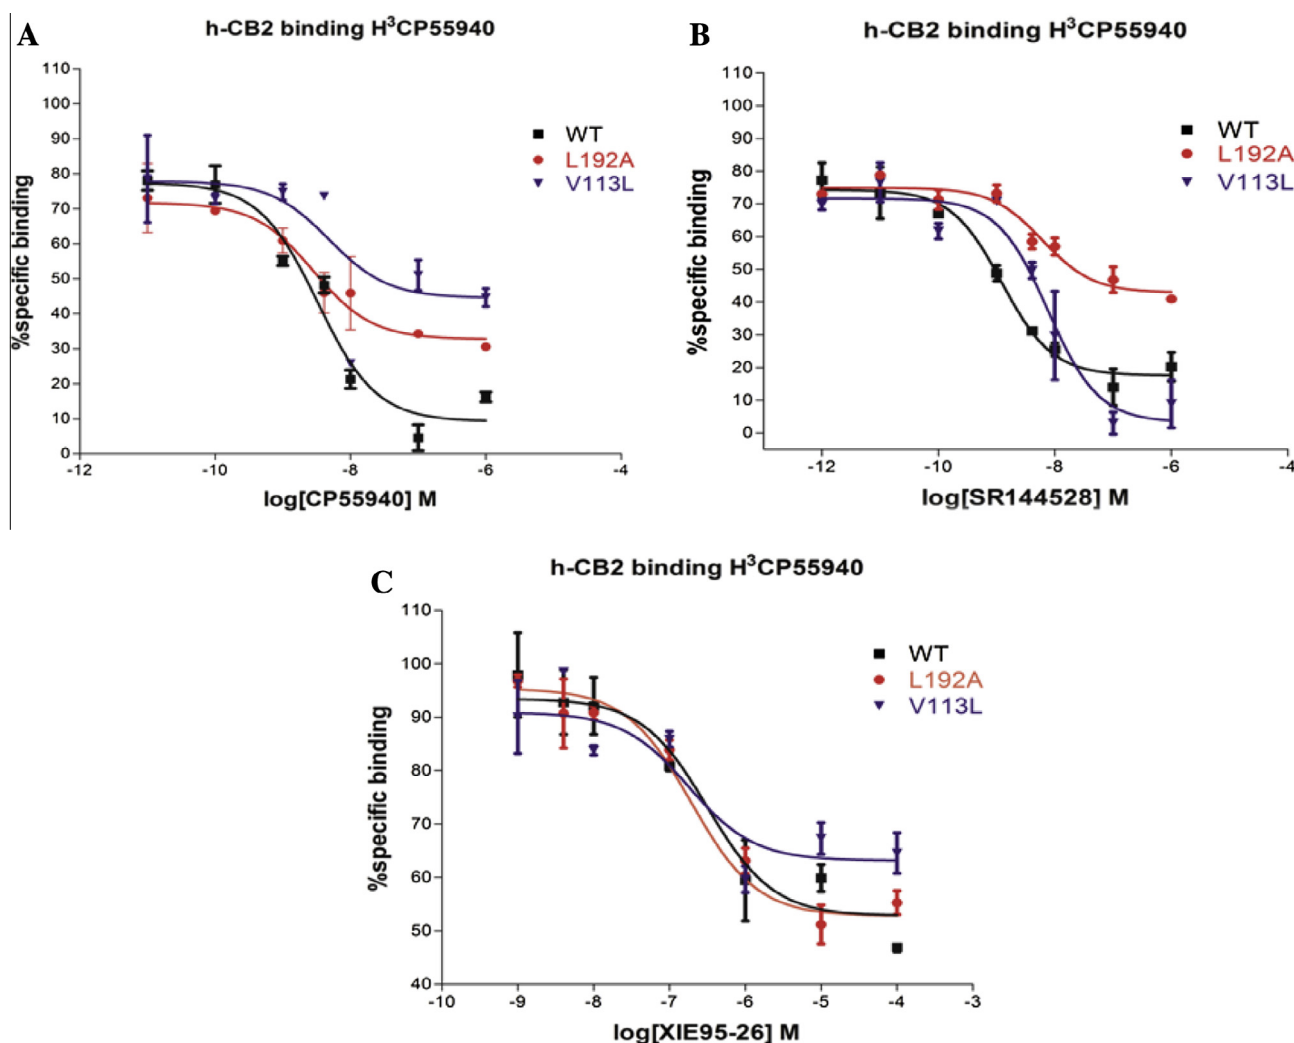 A
h-CB2 binding H³CP55940
110
100
90
80
70
60
50
40
30
20
10
0
%specific binding
WT
L192A
V113L
-12
-10
-8
-6
-4
log[CP55940] M
B
h-CB2 binding H³CP55940
110
100
90
80
70
60
50
40
30
20
10
0
%specific binding
WT
L192A
V113L
-12
-10
-8
-6
-4
log[SR144528] M
C
h-CB2 binding H³CP55940
110
100
90
80
70
60
50
40
%specific binding
WT
L192A
V113L
-10
-9
-8
-7
-6
-5
-4
-3
log[XIE95-26] M